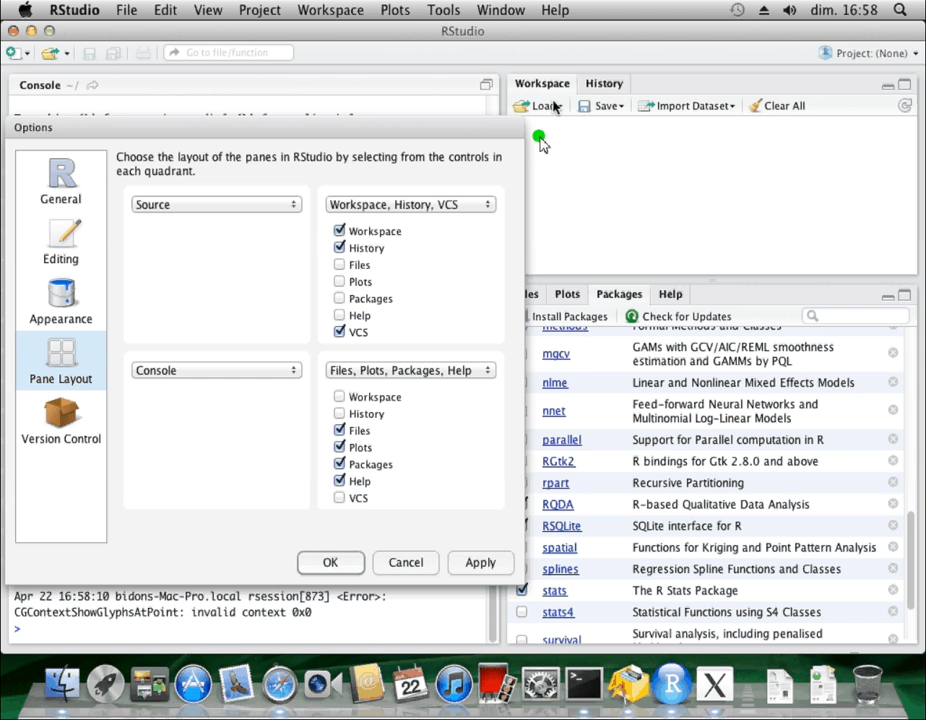 RStudio File Edit View Project Workspace Plots Tools Window Help dim. 16:58
RStudio
Go to file/function
Project: (None)
Console ~/
Workspace History
Load Save Import Dataset Clear All
Options
Choose the layout of the panes in RStudio by selecting from the controls in
each quadrant.
General
Editing
Appearance
Pane Layout
Version Control
Source
Workspace, History, VCS
Workspace
History
Files
Plots
Packages
Help
VCS
Console
Files, Plots, Packages, Help
Workspace
History
Files
Plots
Packages
Help
VCS
OK Cancel Apply
Plots Packages Help
Install Packages Check for Updates
methods Formal Methods and Classes
mgcv GAMs with GCV/AIC/REML smoothness
estimation and GAMMs by PQL
nlme Linear and Nonlinear Mixed Effects Models
nnet Feed-forward Neural Networks and
Multinomial Log-Linear Models
parallel Support for Parallel computation in R
RGtk2 R bindings for Gtk 2.8.0 and above
rpart Recursive Partitioning
RQDA R-based Qualitative Data Analysis
RSQLite SQLite interface for R
spatial Functions for Kriging and Point Pattern Analysis
splines Regression Spline Functions and Classes
stats The R Stats Package
stats4 Statistical Functions using S4 Classes
survival Survival analysis, including penalised
Apr 22 16:58:10 bidons-Mac-Pro.local rsession[873] <Error>:
CGContextShowGlyphsAtPoint: invalid context 0x0
>
22
R
X